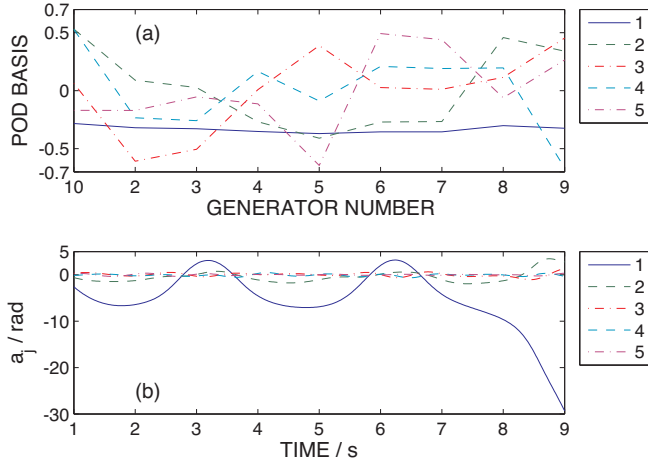 0.7
0.5
0
-0.5
-0.7
POD BASIS
(a)
10 2 3 4 5 6 7 8 9
GENERATOR NUMBER
1
2
3
4
5
5
0
-10
-20
-30
a_j / rad
(b)
1 2 3 4 5 6 7 8 9
TIME / s
1
2
3
4
5